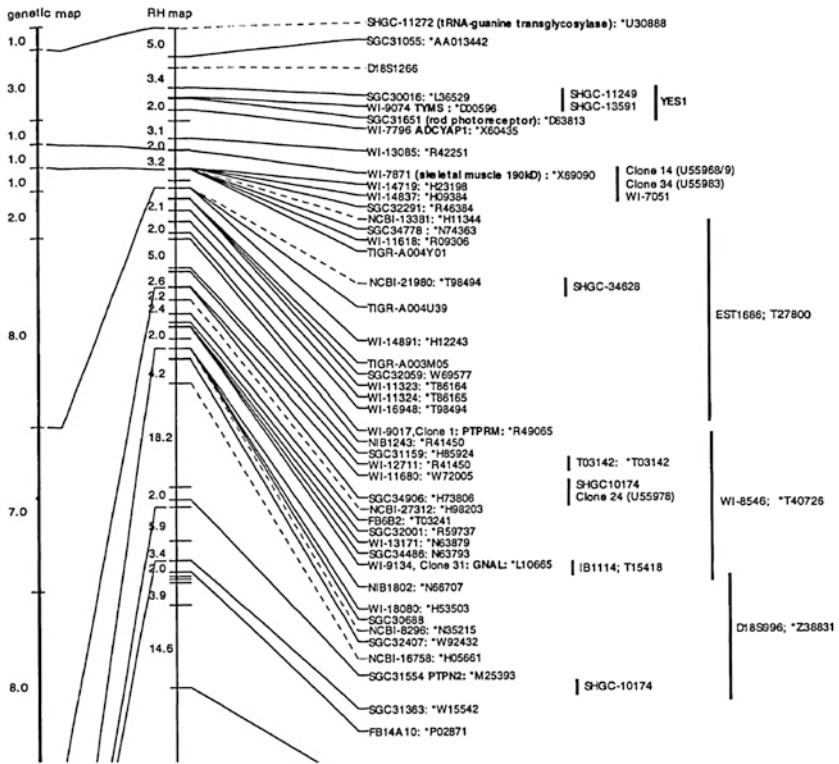 genetic map
RH map
1.0
3.0
1.0
1.0
1.0
2.0
8.0
7.0
8.0
5.0
3.4
2.0
3.1
2.0
3.2
2.1
2.0
5.0
2.6
2.2
2.4
2.0
4.2
18.2
2.0
5.9
3.4
2.0
3.9
14.6
SHGC-11272 (tRNA-guanine transglycosylase): *U30888
SGC31055: *AA013442
D18S1266
SGC30016: *L36529
WI-9074 TYMS: *D00596
SGC31651 (rod photoreceptor): *D63813
WI-7796 ADCYAP1: *X60435
WI-13085: *R42251
WI-7871 (skeletal muscle 190kD) : *X69090
WI-14719: *H23198
WI-14837: *H09384
SGC32291: *R46384
NCBI-13381: *H11344
SGC34778 : *N74363
WI-11618: *R09306
TIGR-A004Y01
NCBI-21980: *T98494
TIGR-A004U39
WI-14891: *H12243
TIGR-A003M05
SGC32059: W69577
WI-11323: *T86164
WI-11324: *T86165
WI-16948: *T98494
WI-9017,Clone 1: PTPRM: *R49065
NIB1243: *R41450
SGC31159: *H85924
WI-12711: *R41450
WI-11680: *W72005
SGC34906: *H73806
NCBI-27312: *H98203
FB6B2: *T03241
SGC32001: *R59737
WI-13171: *N63879
SGC34486: N63793
WI-9134, Clone 31: GNAL: *L10665
NIB1802: *N66707
WI-18080: *H53503
SGC30688
NCBI-8296: *N35215
SGC32407: *W92432
NCBI-16758: *H05661
SGC31554 PTPN2: *M25393
SGC31363: *W15542
FB14A10: *P02871
SHGC-11249
SHGC-13591
YES1
Clone 14 (U55968/9)
Clone 34 (U55983)
WI-7051
SHGC-34628
EST1686; T27800
T03142: *T03142
SHGC10174
Clone 24 (U55978)
WI-8546; *T40726
IB1114; T15418
D18S996; *Z38831
SHGC-10174